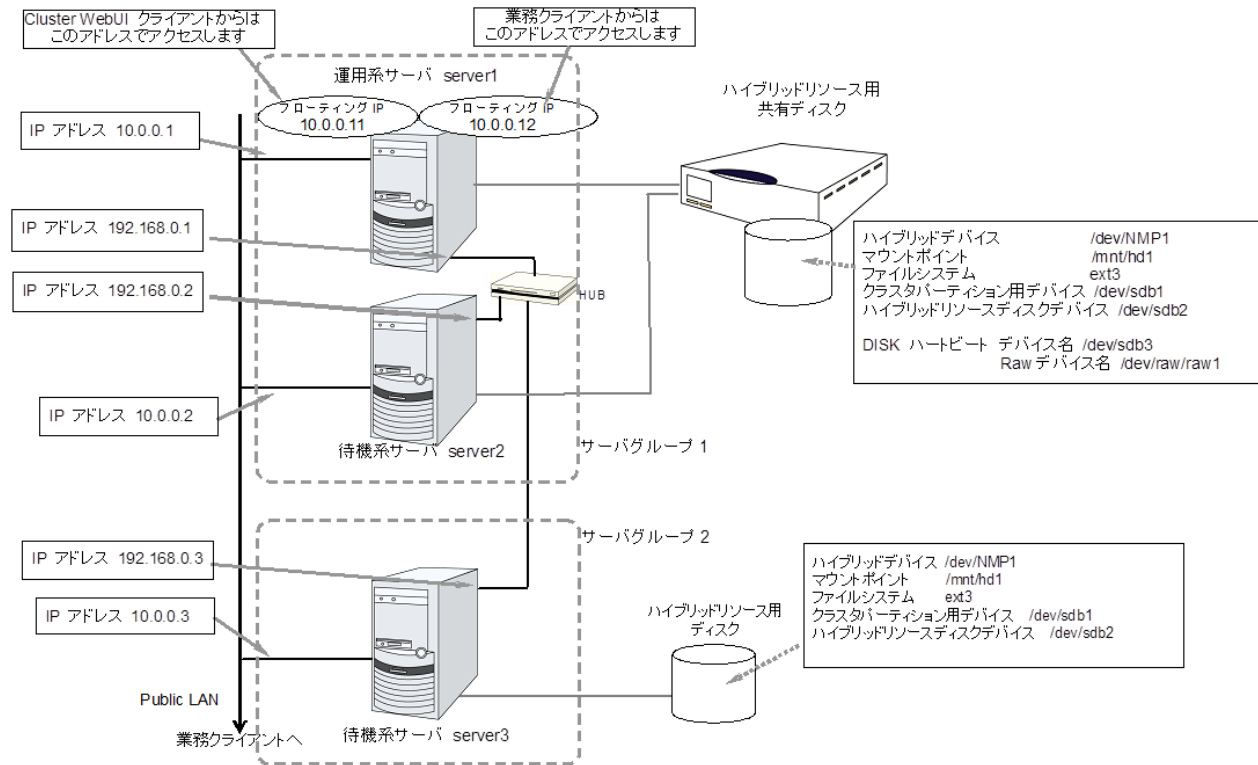 Cluster WebUI クライアントからは
このアドレスでアクセスします
業務クライアントからは
このアドレスでアクセスします
運用系サーバ server1
フローティング IP
10.0.0.11
フローティング IP
10.0.0.12
ハイブリッドリソース用
共有ディスク
IP アドレス 10.0.0.1
IP アドレス 192.168.0.1
IP アドレス 192.168.0.2
HUB
ハイブリッドデバイス /dev/NMP1
マウントポイント /mnt/hd1
ファイルシステム ext3
クラスタパーティション用デバイス /dev/sdb1
ハイブリッドリソースディスクデバイス /dev/sdb2
DISK ハートビート デバイス名 /dev/sdb3
Raw デバイス名 /dev/raw/raw1
IP アドレス 10.0.0.2
待機系サーバ server2
サーバグループ 1
サーバグループ 2
IP アドレス 192.168.0.3
IP アドレス 10.0.0.3
ハイブリッドリソース用
ディスク
ハイブリッドデバイス /dev/NMP1
マウントポイント /mnt/hd1
ファイルシステム ext3
クラスタパーティション用デバイス /dev/sdb1
ハイブリッドリソースディスクデバイス /dev/sdb2
Public LAN
業務クライアントへ
待機系サーバ server3